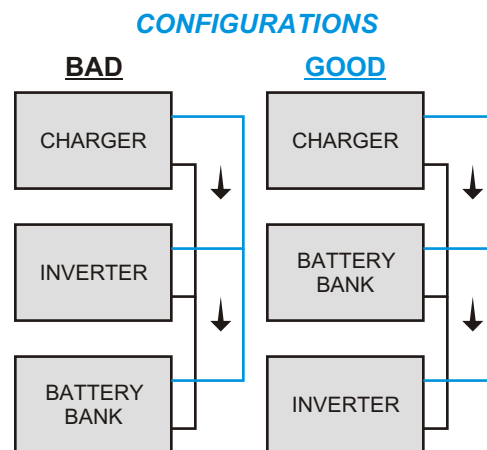 CONFIGURATIONS
BAD
GOOD
CHARGER
CHARGER
INVERTER
BATTERY
BANK
BATTERY
BANK
INVERTER